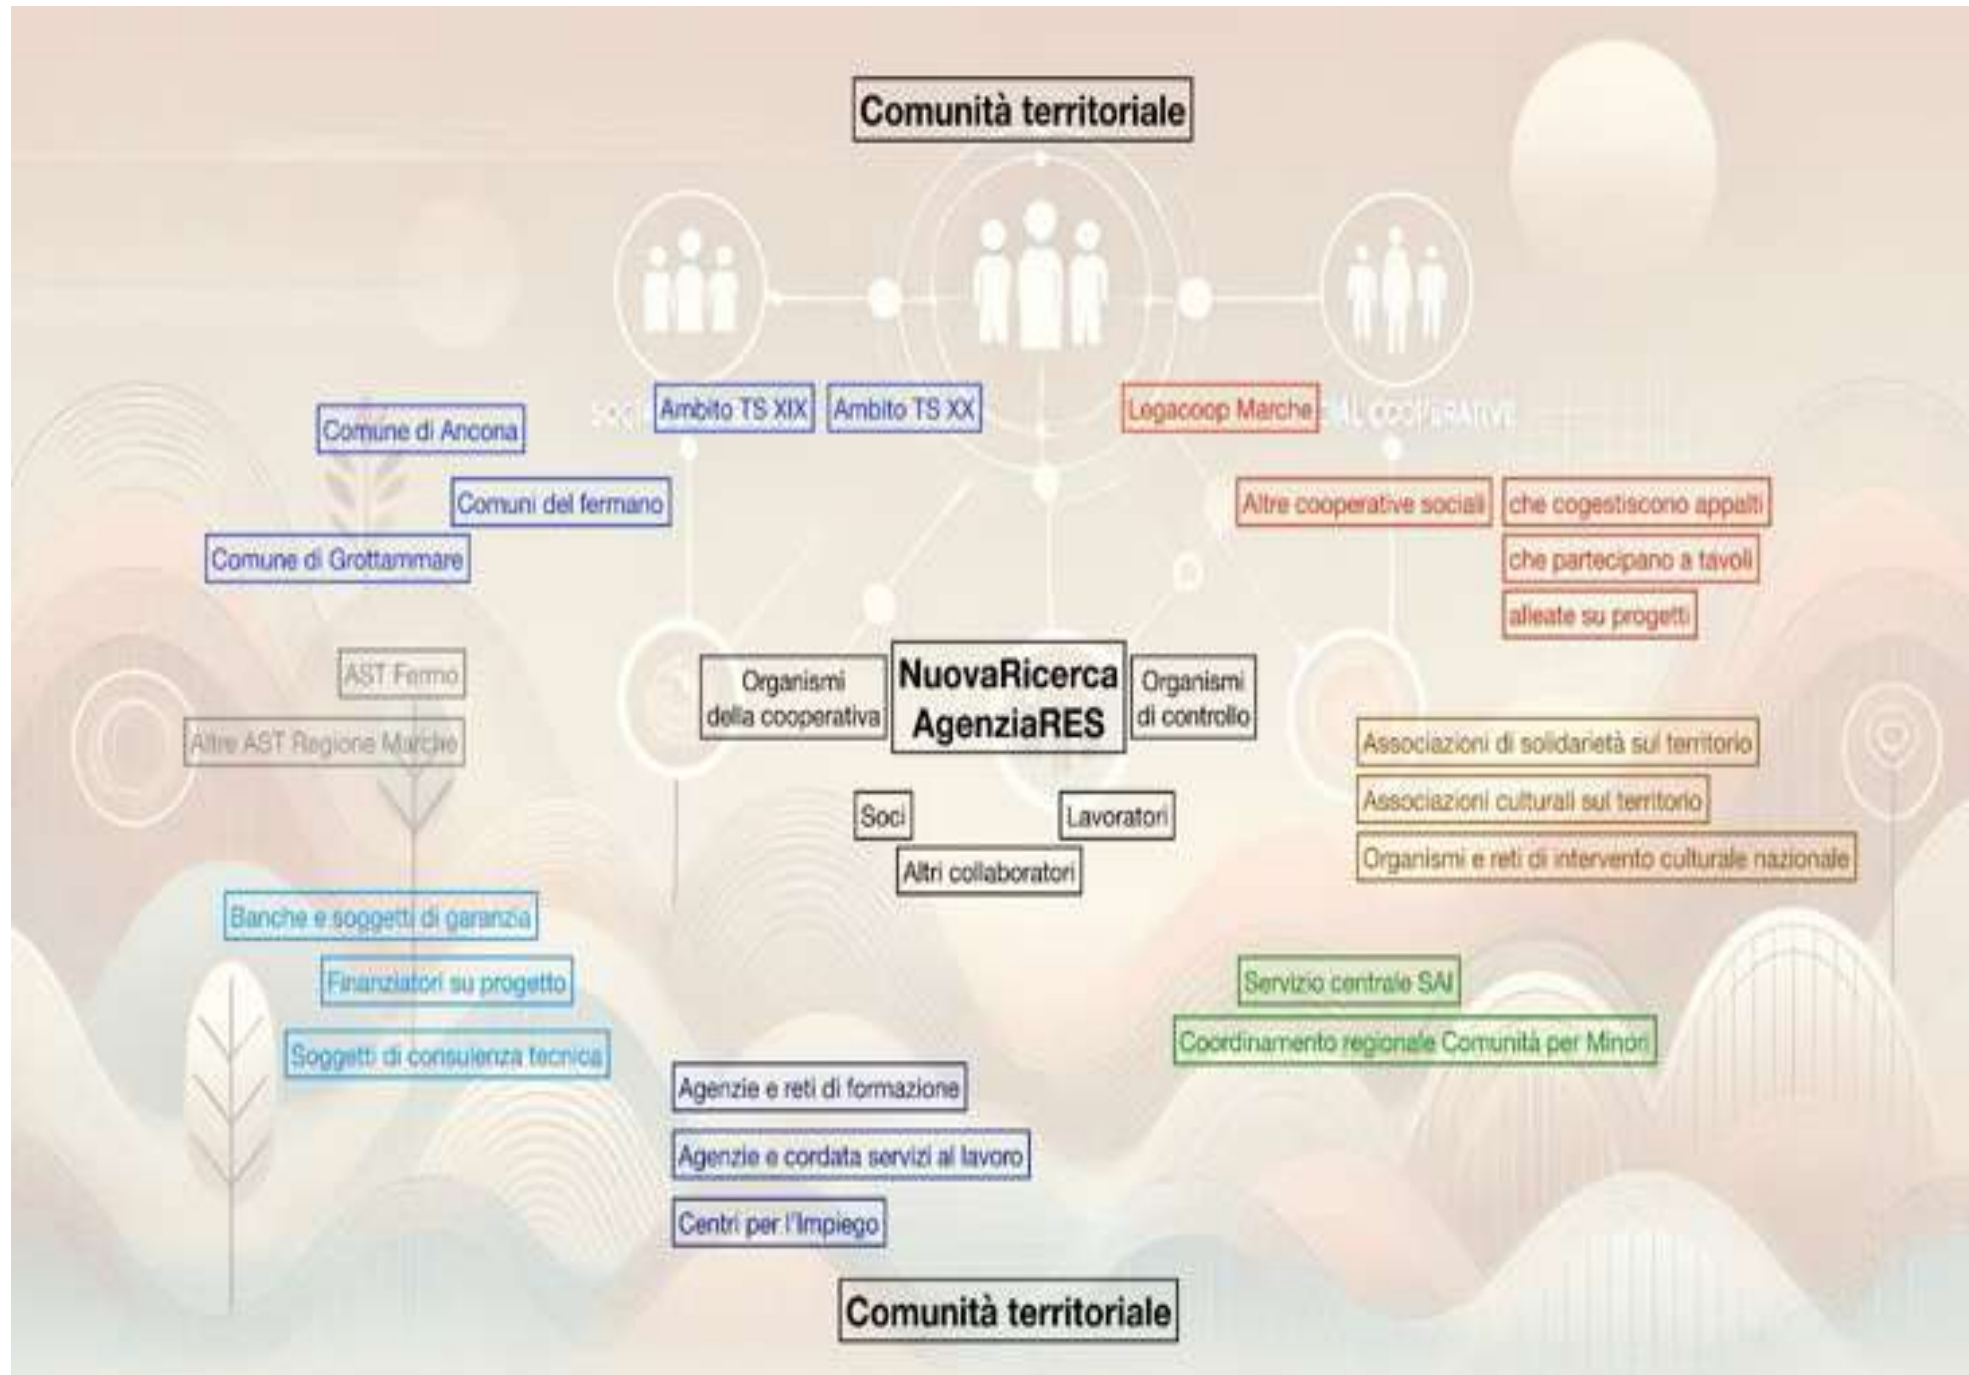 Comunità territoriale
Ambito TS XIX
Ambito TS XX
Legacoop Marche
AL COOPERATIVE
Comune di Ancona
Comuni del fermano
Comune di Grottammare
Altre cooperative sociali
che cogestiscono appalti
che partecipano a tavoli
alleate su progetti
AST Fermo
Altre AST Regione Marche
Organismi
della cooperativa
NuovaRicerca
AgenziaRES
Organismi
di controllo
Soci
Lavoratori
Altri collaboratori
Associazioni di solidarietà sul territorio
Associazioni culturali sul territorio
Organismi e reti di intervento culturale nazionale
Banche e soggetti di garanzia
Finanziatori su progetto
Soggetti di consulenza tecnica
Servizio centrale SAI
Coordinamento regionale Comunità per Minori
Agenzie e reti di formazione
Agenzie e cordata servizi al lavoro
Centri per l'Impiego
Comunità territoriale